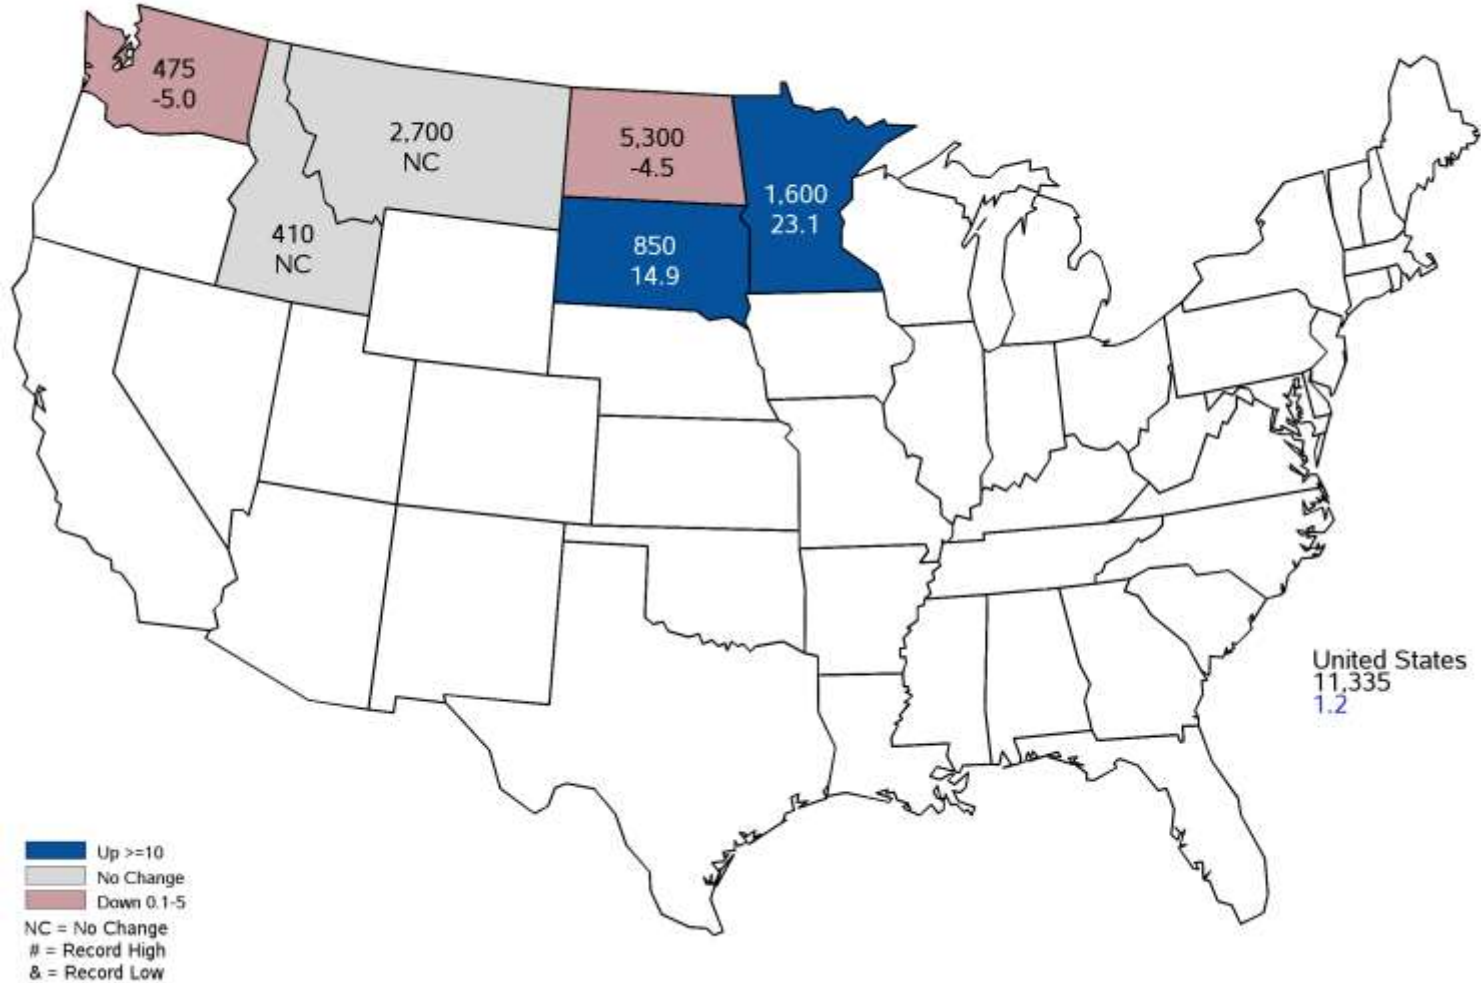 475
-5.0
2,700
NC
5,300
-4.5
1,600
23.1
410
NC
850
14.9
United States
11,335
1.2
Up >=10
No Change
Down 0.1-5
NC = No Change
# = Record High
& = Record Low